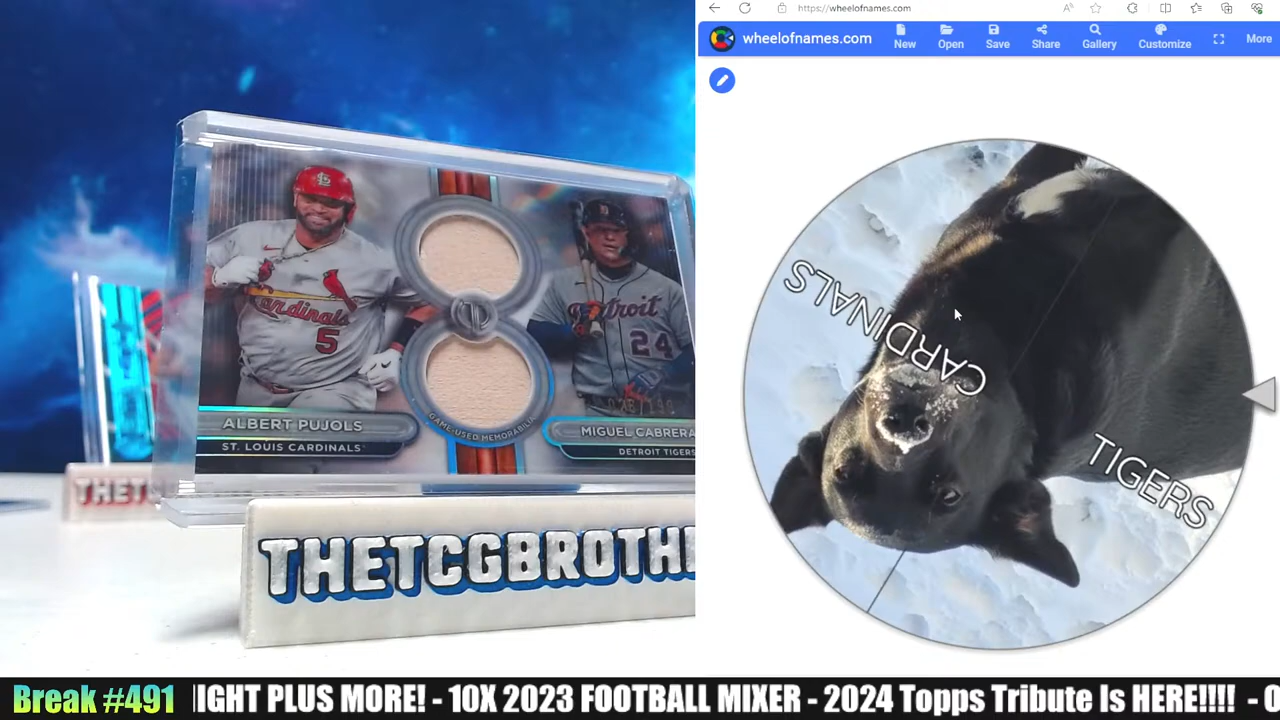 https://wheelofnames.com
wheelofnames.com
New
Open
Save
Share
Gallery
Customize
More
CARDINALS
TIGERS
Cardinals
5
Detroit
24
ALBERT PUJOLS
ST. LOUIS CARDINALS
GAME-USED MEMORABILIA
MIGUEL CABRERA
DETROIT TIGERS
THET
THETCGBROTH
Break #491
IGHT PLUS MORE! - 10X 2023 FOOTBALL MIXER - 2024 Topps Tribute Is HERE!!!! - 0